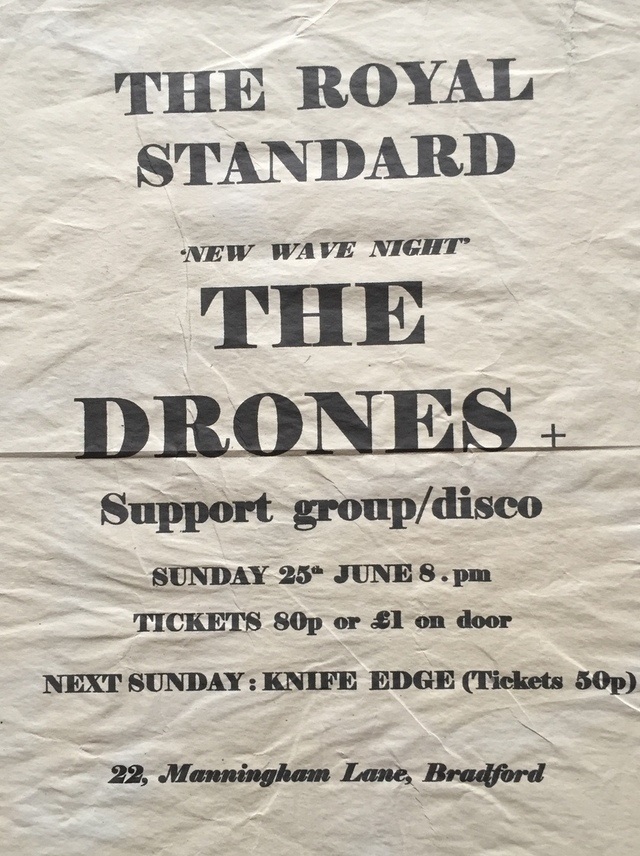 THE ROYAL
STANDARD
'NEW WAVE NIGHT'
THE
DRONES +
Support group/disco
SUNDAY 25th JUNE 8.pm
TICKETS 80p or £1 on door
NEXT SUNDAY: KNIFE EDGE (Tickets 50p)
22, Manningham Lane, Bradford